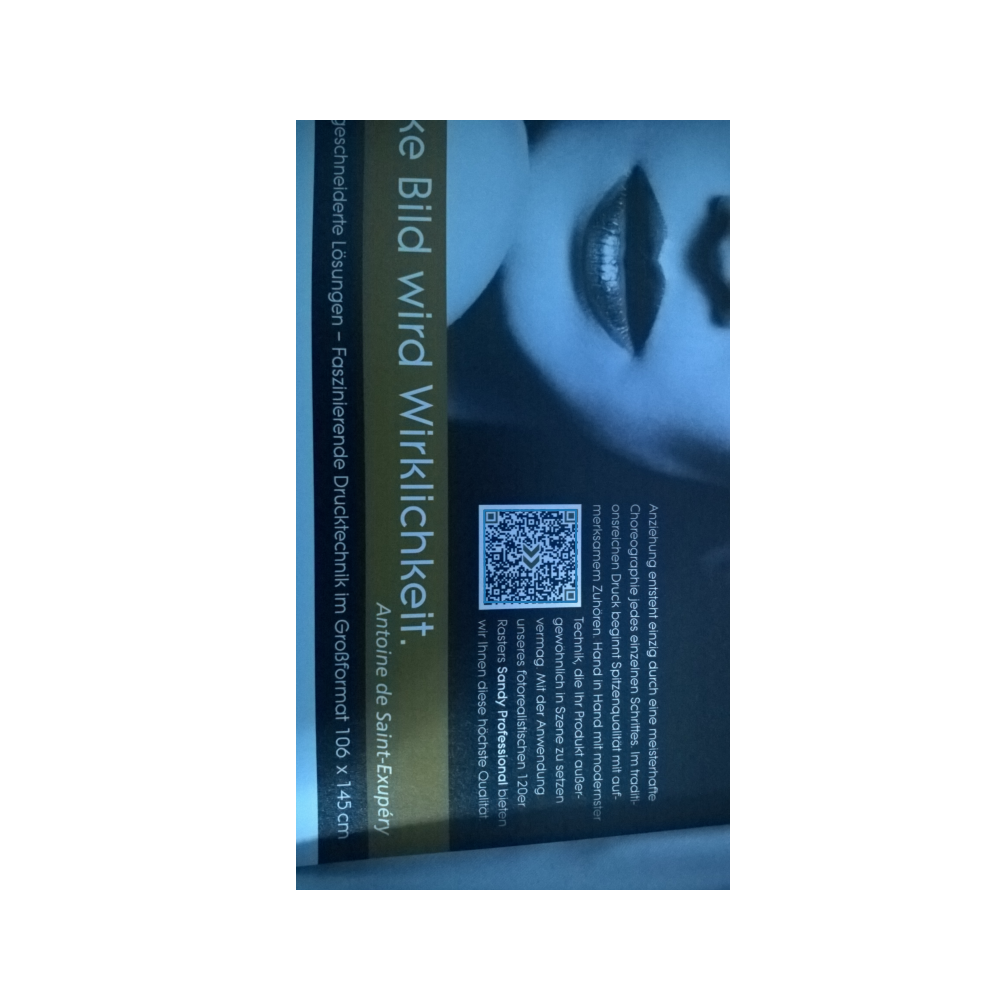 Anziehung entsteht einzig durch eine meisterhafte
Choreographie jedes einzelnen Schrittes. Im traditi-
onsreichen Druck beginnt Spitzenqualität mit auf-
merksamem Zuhören. Hand in Hand mit modernster
Technik, die Ihr Produkt außer-
gewöhnlich in Szene zu setzen
vermag. Mit der Anwendung
unseres fotorealistischen 120er
Rasters Sandy Professional bieten
wir Ihnen diese höchste Qualität
ke Bild wird Wirklichkeit.
Antoine de Saint-Exupéry
geschneiderte Lösungen – Faszinierende Drucktechnik im Großformat 106 x 145 cm